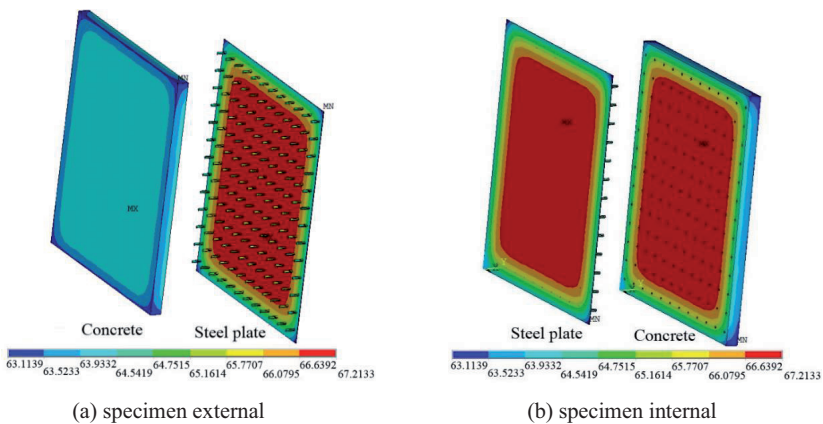 MN
MN
MX
Concrete
Steel plate
63.1139 63.9332 64.7515 65.7707 66.6392
63.5233 64.5419 65.1614 66.0795 67.2133
(a) specimen external
MN
MN
Steel plate
Concrete
63.1139 63.9332 64.7515 65.7707 66.6392
63.5233 64.5419 65.1614 66.0795 67.2133
(b) specimen internal